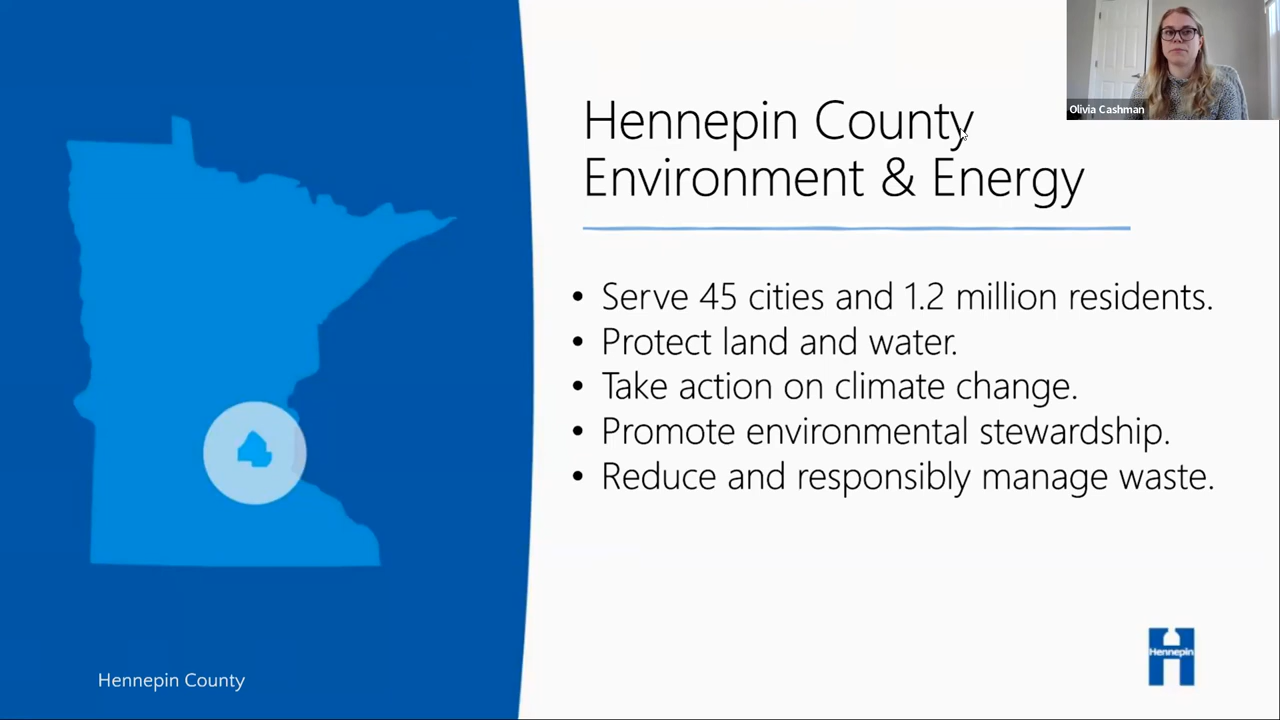 Olivia Cashman
Hennepin County
Environment & Energy
• Serve 45 cities and 1.2 million residents.
• Protect land and water.
• Take action on climate change.
• Promote environmental stewardship.
• Reduce and responsibly manage waste.
Hennepin
Hennepin County